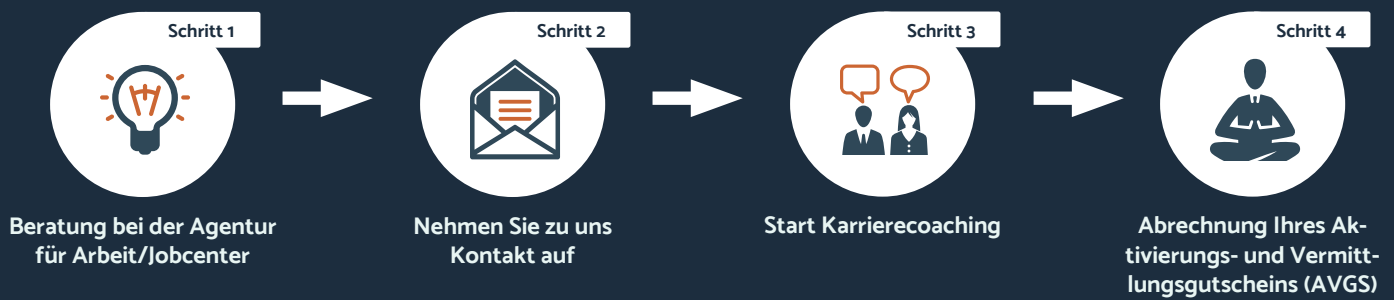 Schritt 1
Beratung bei der Agentur
für Arbeit/Jobcenter
Schritt 2
Nehmen Sie zu uns
Kontakt auf
Schritt 3
Start Karrierecoaching
Schritt 4
Abrechnung Ihres Ak-
tivierungs- und Vermitt-
lungsgutscheins (AVGS)